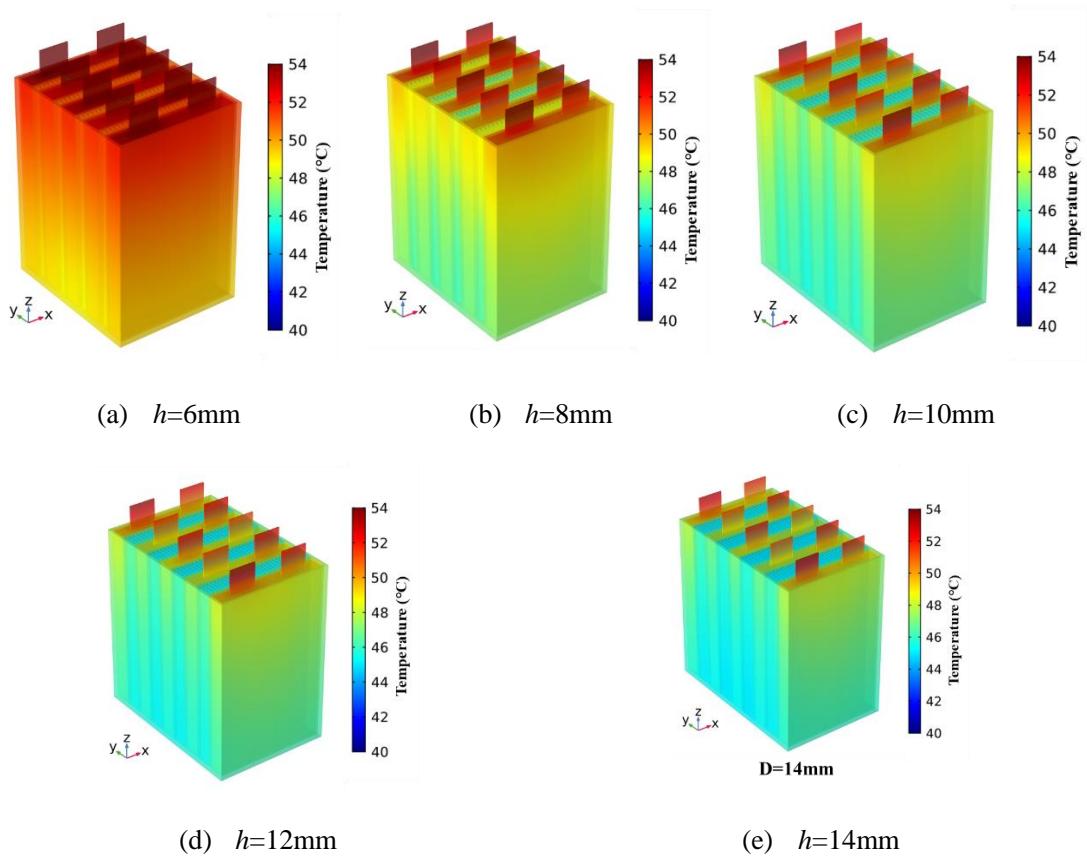 54
52
50
48
46
44
42
40
Temperature (°C)
z
y
x
54
52
50
48
46
44
42
40
Temperature (°C)
z
y
x
54
52
50
48
46
44
42
40
Temperature (°C)
z
y
x
(a) h=6mm
(b) h=8mm
(c) h=10mm
54
52
50
48
46
44
42
40
Temperature (°C)
z
y
x
54
52
50
48
46
44
42
40
Temperature (°C)
z
y
x
D=14mm
(d) h=12mm
(e) h=14mm